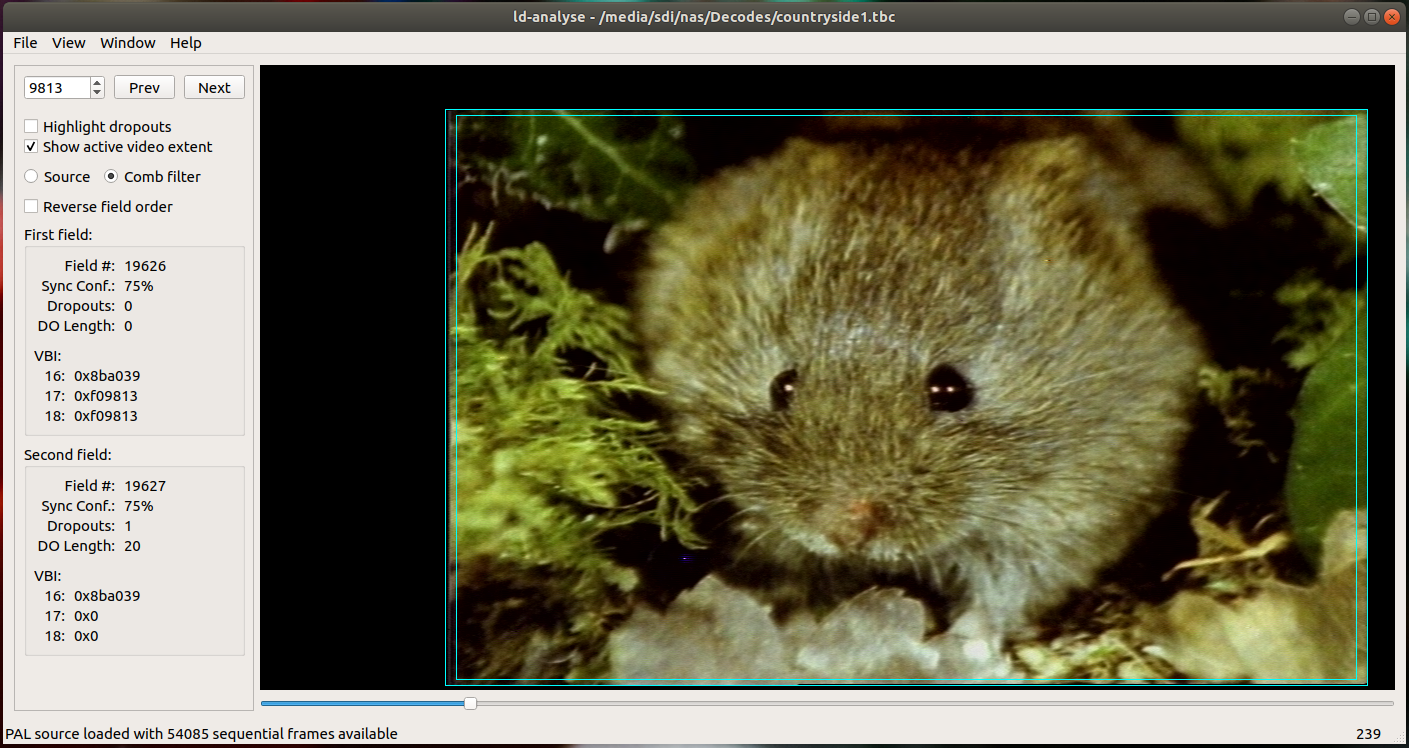 ld-analyse - /media/sdi/nas/Decodes/countryside1.tbc
File View Window Help
9813 Prev Next
Highlight dropouts
Show active video extent
Source Comb filter
Reverse field order
First field:
Field #: 19626
Sync Conf.: 75%
Dropouts: 0
DO Length: 0
VBI:
16: 0x8ba039
17: 0xf09813
18: 0xf09813
Second field:
Field #: 19627
Sync Conf.: 75%
Dropouts: 1
DO Length: 20
VBI:
16: 0x8ba039
17: 0x0
18: 0x0
PAL source loaded with 54085 sequential frames available 239